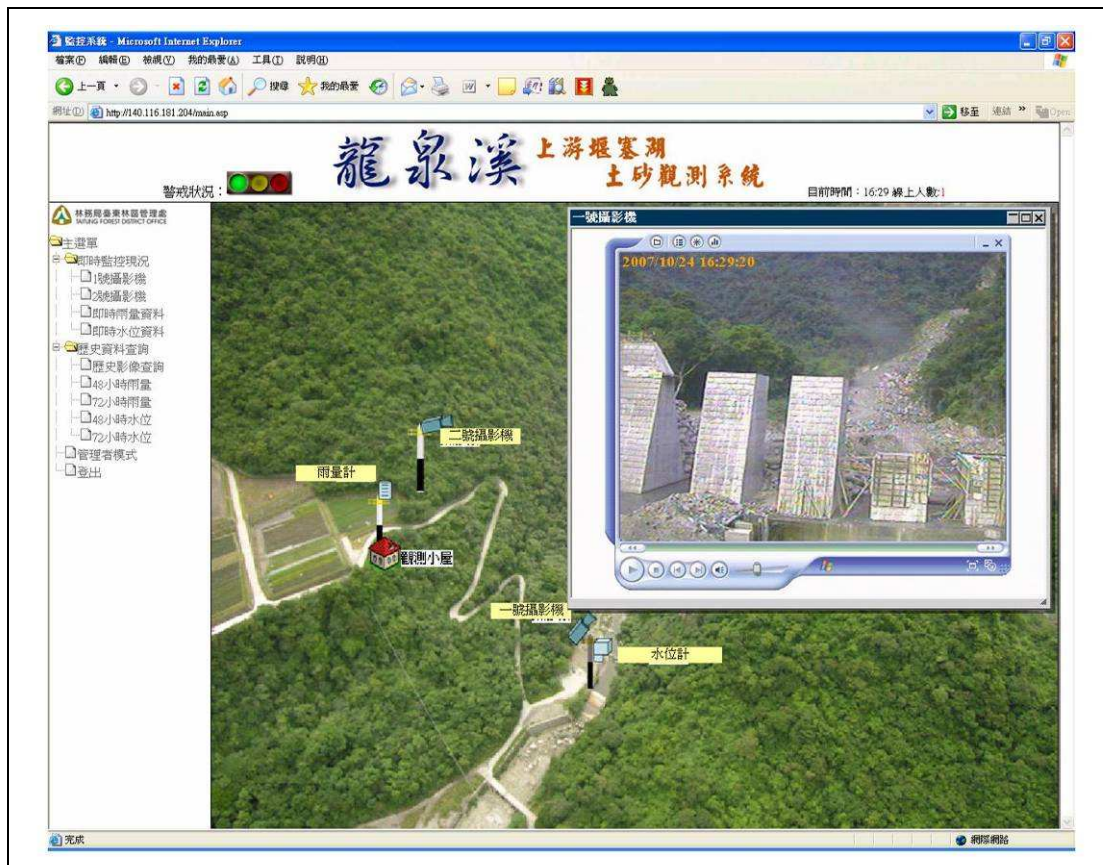 監控系統 - Microsoft Internet Explorer
檔案(F) 編輯(E) 檢視(V) 我的最愛(A) 工具(T) 說明(H)
上一頁 搜尋 我的最愛
網址(D) http://140.116.181.204/main.asp 移至 連結 » Open
龍泉溪 上游堰塞湖
土砂觀測系統
警戒狀況：
目前時間：16:29 線上人數:1
林務局臺東林區管理處
TAITUNG FOREST DISTRICT OFFICE
主選單
即時監控現況
1號攝影機
2號攝影機
即時雨量資料
即時水位資料
歷史資料查詢
歷史影像查詢
48小時雨量
72小時雨量
48小時水位
72小時水位
管理者模式
登出
一號攝影機
2007/10/24 16:29:20
二號攝影機
雨量計
觀測小屋
一號攝影機
水位計
完成
網際網路